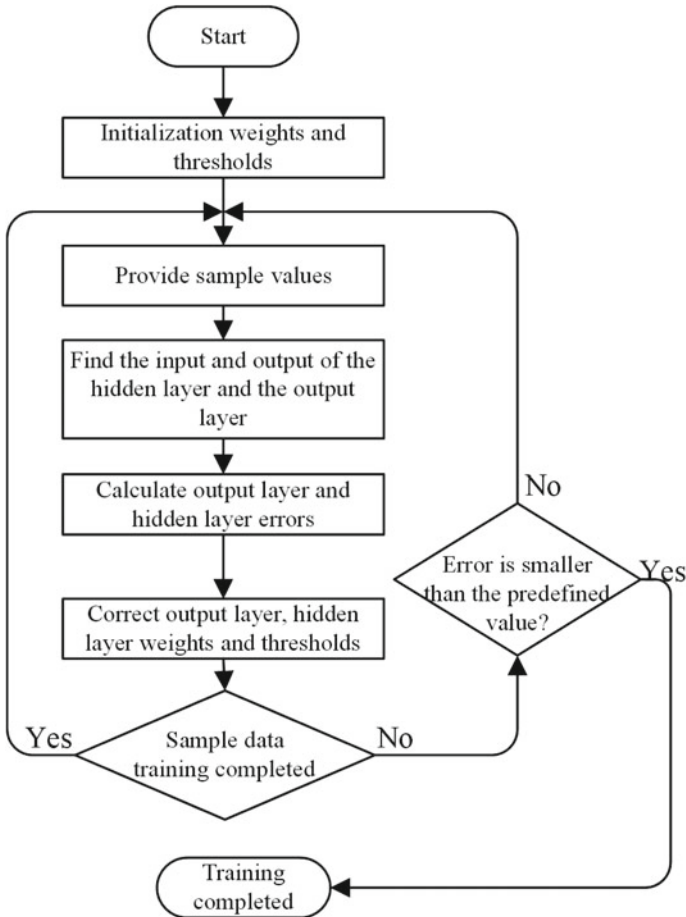 Start
Initialization weights and
thresholds
Provide sample values
Find the input and output of the
hidden layer and the output
layer
Calculate output layer and
hidden layer errors
Correct output layer, hidden
layer weights and thresholds
Yes
Sample data
training completed
No
No
Error is smaller
than the predefined
value?
Yes
Training
completed